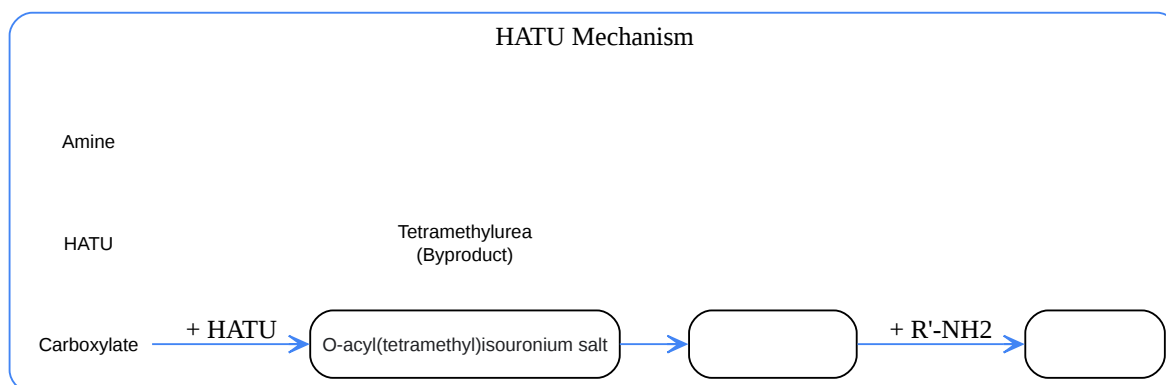 HATU Mechanism
Amine
HATU
Tetramethylurea
(Byproduct)
Carboxylate
+ HATU
O-acyl(tetramethyl)isouronium salt
+ R'-NH2